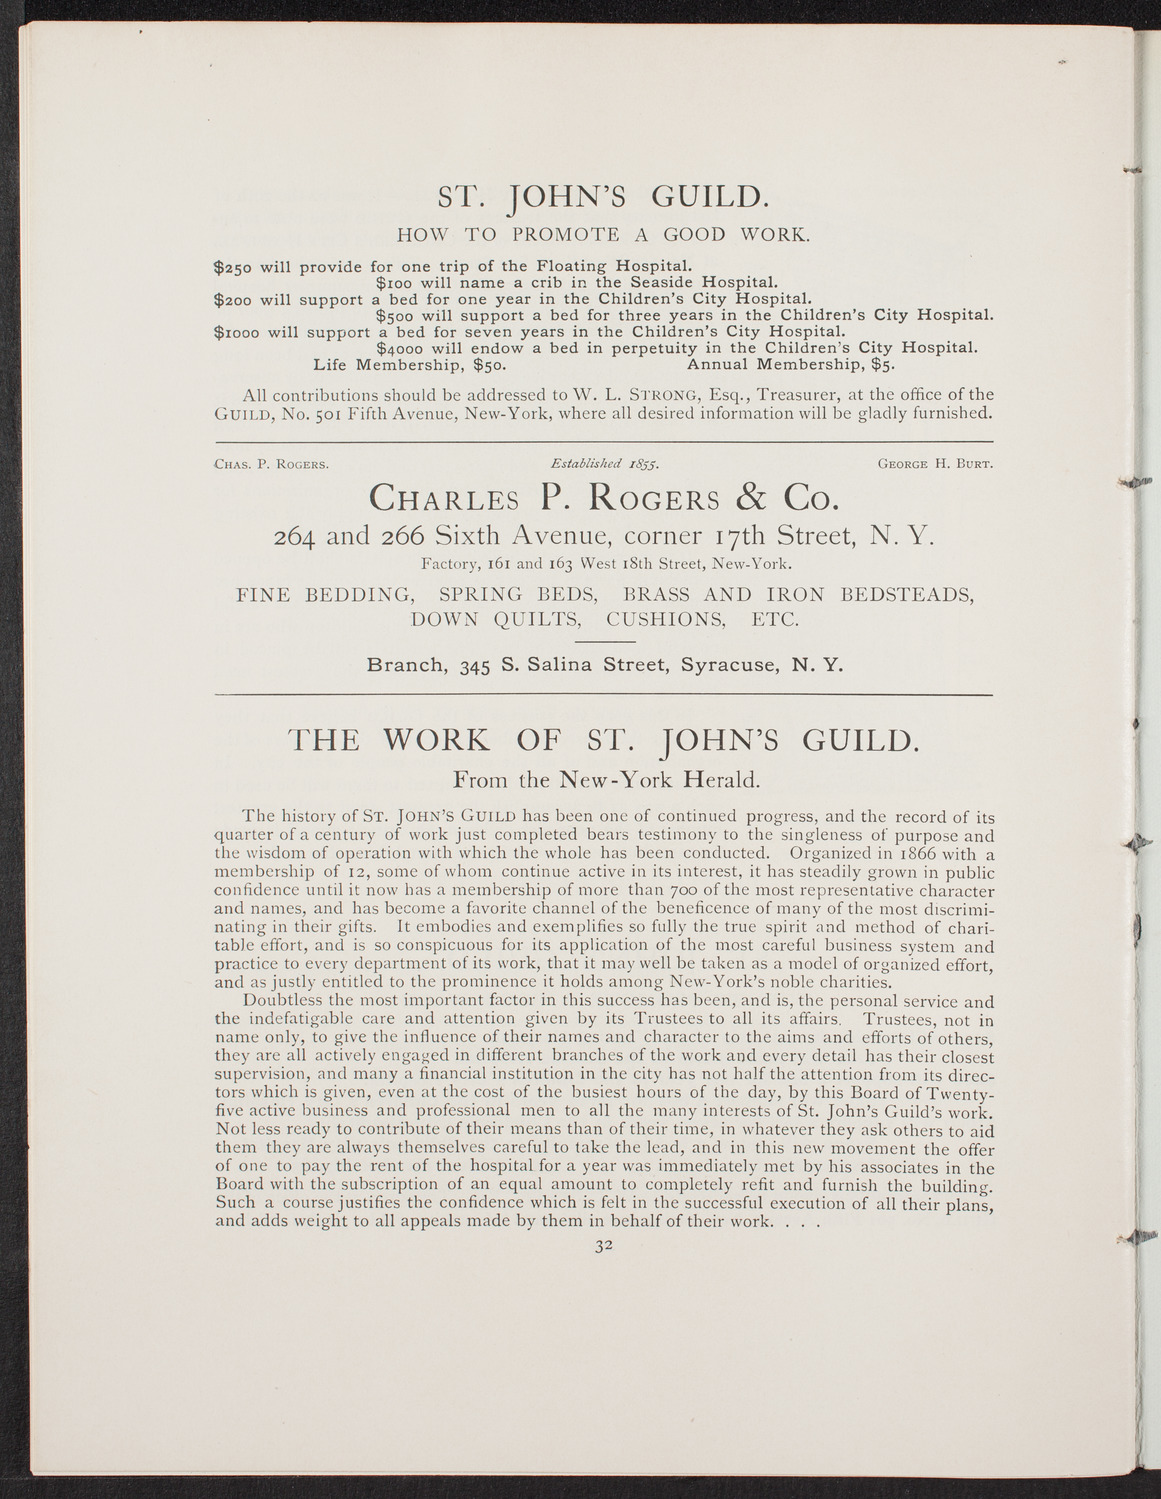 ST. JOHN'S GUILD.
HOW TO PROMOTE A GOOD WORK.
$250 will provide for one trip of the Floating Hospital.
$100 will name a crib in the Seaside Hospital.
$200 will support a bed for one year in the Children's City Hospital.
$500 will support a bed for three years in the Children's City Hospital.
$1000 will support a bed for seven years in the Children's City Hospital.
$4000 will endow a bed in perpetuity in the Children's City Hospital.
Life Membership, $50. Annual Membership, $5.
All contributions should be addressed to W. L. STRONG, Esq., Treasurer, at the office of the
GUILD, No. 501 Fifth Avenue, New-York, where all desired information will be gladly furnished.
CHAS. P. ROGERS. Established 1855. GEORGE H. BURT.
CHARLES P. ROGERS & CO.
264 and 266 Sixth Avenue, corner 17th Street, N. Y.
Factory, 161 and 163 West 18th Street, New-York.
FINE BEDDING, SPRING BEDS, BRASS AND IRON BEDSTEADS,
DOWN QUILTS, CUSHIONS, ETC.
Branch, 345 S. Salina Street, Syracuse, N. Y.
THE WORK OF ST. JOHN'S GUILD.
From the New-York Herald.
The history of ST. JOHN'S GUILD has been one of continued progress, and the record of its
quarter of a century of work just completed bears testimony to the singleness of purpose and
the wisdom of operation with which the whole has been conducted. Organized in 1866 with a
membership of 12, some of whom continue active in its interest, it has steadily grown in public
confidence until it now has a membership of more than 700 of the most representative character
and names, and has become a favorite channel of the beneficence of many of the most discrimi-
nating in their gifts. It embodies and exemplifies so fully the true spirit and method of chari-
table effort, and is so conspicuous for its application of the most careful business system and
practice to every department of its work, that it may well be taken as a model of organized effort,
and as justly entitled to the prominence it holds among New-York's noble charities.
Doubtless the most important factor in this success has been, and is, the personal service and
the indefatigable care and attention given by its Trustees to all its affairs. Trustees, not in
name only, to give the influence of their names and character to the aims and efforts of others,
they are all actively engaged in different branches of the work and every detail has their closest
supervision, and many a financial institution in the city has not half the attention from its direc-
tors which is given, even at the cost of the busiest hours of the day, by this Board of Twenty-
five active business and professional men to all the many interests of St. John's Guild's work.
Not less ready to contribute of their means than of their time, in whatever they ask others to aid
them they are always themselves careful to take the lead, and in this new movement the offer
of one to pay the rent of the hospital for a year was immediately met by his associates in the
Board with the subscription of an equal amount to completely refit and furnish the building.
Such a course justifies the confidence which is felt in the successful execution of all their plans,
and adds weight to all appeals made by them in behalf of their work. . . .
32